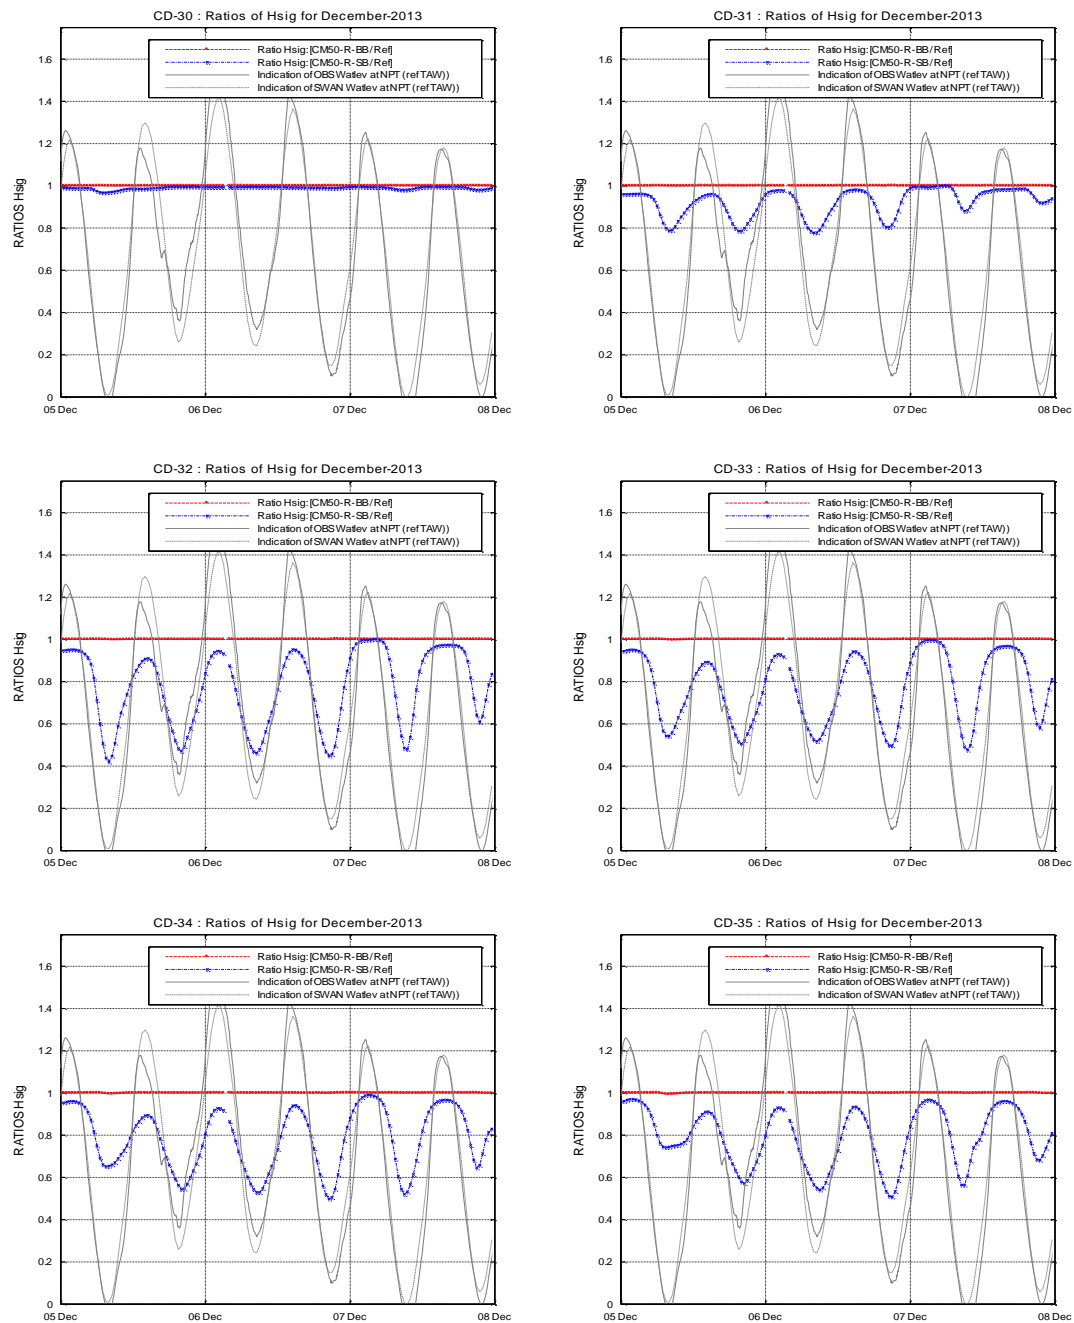 CD-30 : Ratios of Hsig for December-2013
Ratio Hsig: [CM50-R-BB/Ref]
Ratio Hsig: [CM50-R-SB/Ref]
Indication of OBS Watlev at NPT (ref TAW))
Indication of SWAN Watlev at NPT (ref TAW))
RATIOS Hsig
1.6
1.4
1.2
1
0.8
0.6
0.4
0.2
0
05 Dec 06 Dec 07 Dec 08 Dec
CD-31 : Ratios of Hsig for December-2013
Ratio Hsig: [CM50-R-BB/Ref]
Ratio Hsig: [CM50-R-SB/Ref]
Indication of OBS Watlev at NPT (ref TAW))
Indication of SWAN Watlev at NPT (ref TAW))
RATIOS Hsig
1.6
1.4
1.2
1
0.8
0.6
0.4
0.2
0
05 Dec 06 Dec 07 Dec 08 Dec
CD-32 : Ratios of Hsig for December-2013
Ratio Hsig: [CM50-R-BB/Ref]
Ratio Hsig: [CM50-R-SB/Ref]
Indication of OBS Watlev at NPT (ref TAW))
Indication of SWAN Watlev at NPT (ref TAW))
RATIOS Hsig
1.6
1.4
1.2
1
0.8
0.6
0.4
0.2
0
05 Dec 06 Dec 07 Dec 08 Dec
CD-33 : Ratios of Hsig for December-2013
Ratio Hsig: [CM50-R-BB/Ref]
Ratio Hsig: [CM50-R-SB/Ref]
Indication of OBS Watlev at NPT (ref TAW))
Indication of SWAN Watlev at NPT (ref TAW))
RATIOS Hsig
1.6
1.4
1.2
1
0.8
0.6
0.4
0.2
0
05 Dec 06 Dec 07 Dec 08 Dec
CD-34 : Ratios of Hsig for December-2013
Ratio Hsig: [CM50-R-BB/Ref]
Ratio Hsig: [CM50-R-SB/Ref]
Indication of OBS Watlev at NPT (ref TAW))
Indication of SWAN Watlev at NPT (ref TAW))
RATIOS Hsig
1.6
1.4
1.2
1
0.8
0.6
0.4
0.2
0
05 Dec 06 Dec 07 Dec 08 Dec
CD-35 : Ratios of Hsig for December-2013
Ratio Hsig: [CM50-R-BB/Ref]
Ratio Hsig: [CM50-R-SB/Ref]
Indication of OBS Watlev at NPT (ref TAW))
Indication of SWAN Watlev at NPT (ref TAW))
RATIOS Hsig
1.6
1.4
1.2
1
0.8
0.6
0.4
0.2
0
05 Dec 06 Dec 07 Dec 08 Dec